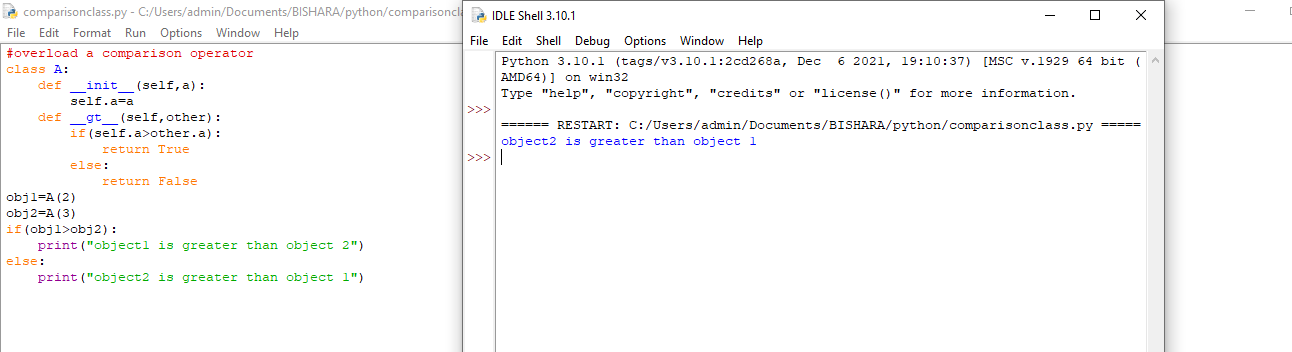 comparisonclass.py - C:/Users/admin/Documents/BISHARA/python/comparisoncla
File Edit Format Run Options Window Help
#overload a comparison operator
class A:
    def __init__(self,a):
        self.a=a
    def __gt__(self,other):
        if(self.a>other.a):
            return True
        else:
            return False
obj1=A(2)
obj2=A(3)
if(obj1>obj2):
    print("object1 is greater than object 2")
else:
    print("object2 is greater than object 1")
IDLE Shell 3.10.1
File Edit Shell Debug Options Window Help
Python 3.10.1 (tags/v3.10.1:2cd268a, Dec  6 2021, 19:10:37) [MSC v.1929 64 bit (
AMD64)] on win32
Type "help", "copyright", "credits" or "license()" for more information.
>>>
====== RESTART: C:/Users/admin/Documents/BISHARA/python/comparisonclass.py =====
object2 is greater than object 1
>>>